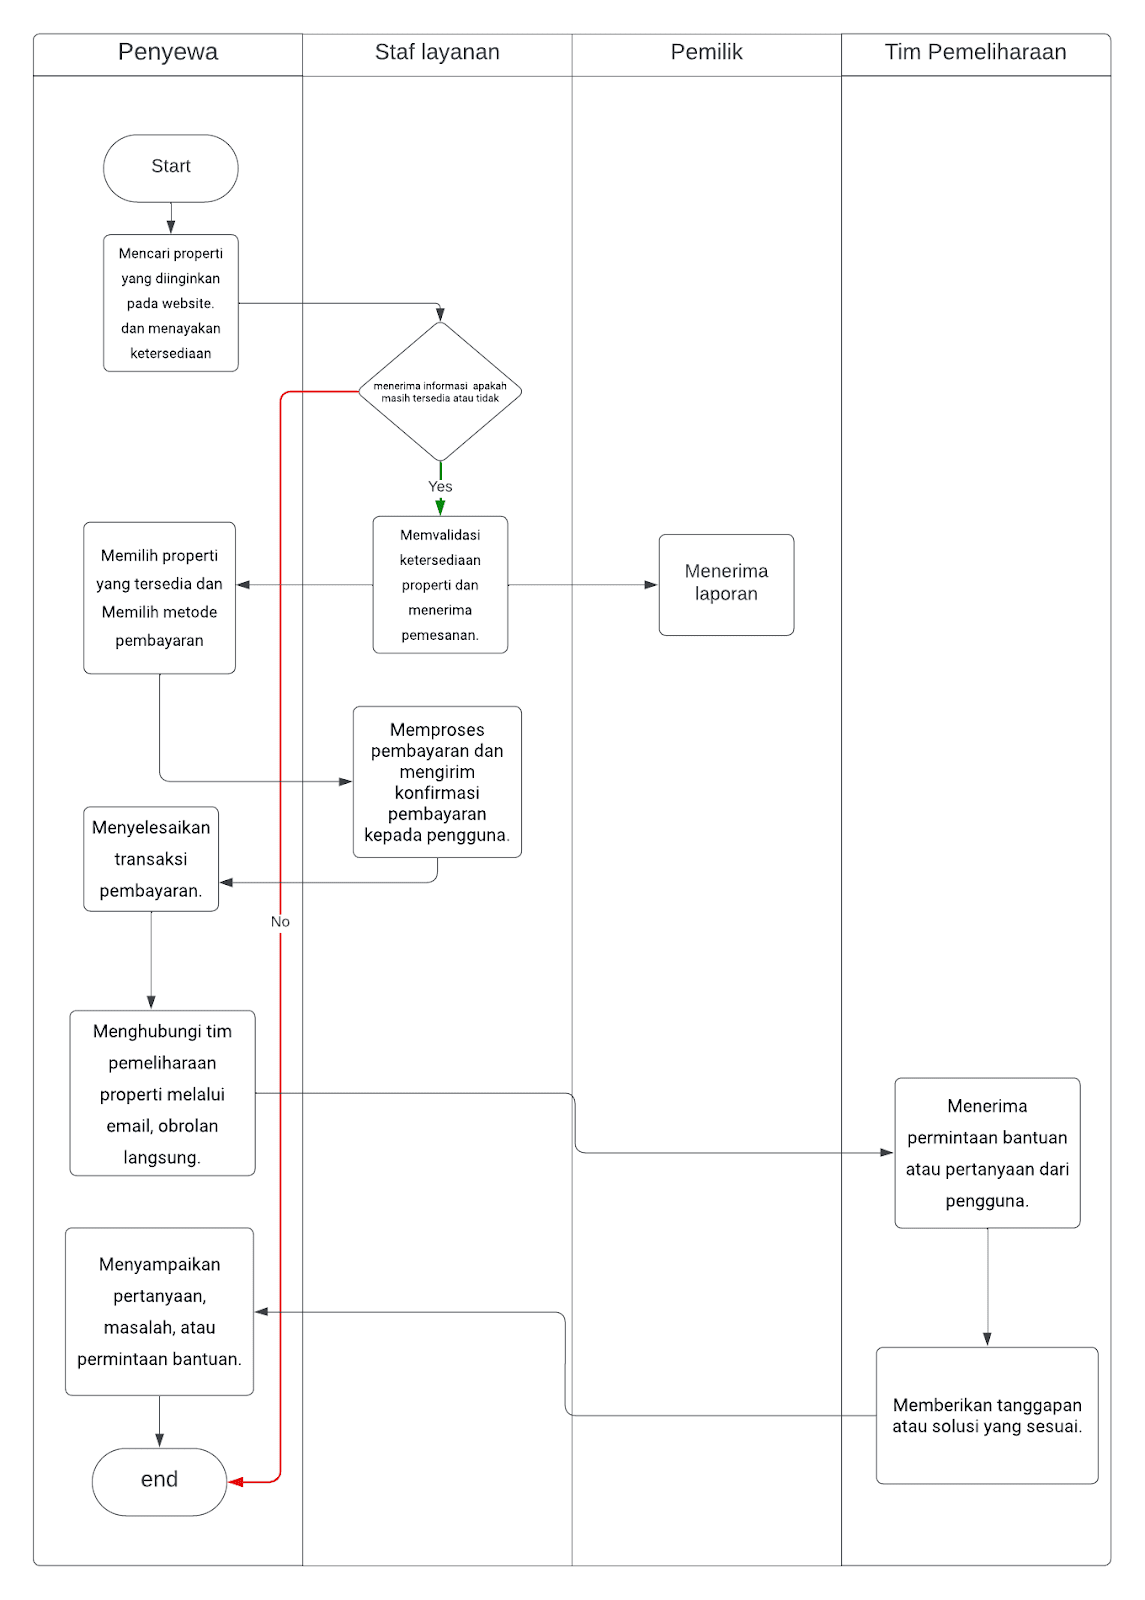 Penyewa
Staf layanan
Pemilik
Tim Pemeliharaan
Start
Mencari properti
yang diinginkan
pada website.
dan menayakan
ketersediaan
menerima informasi apakah
masih tersedia atau tidak
Yes
Memilih properti
yang tersedia dan
Memilih metode
pembayaran
Memvalidasi
ketersediaan
properti dan
menerima
pemesanan.
Menerima
laporan
Memproses
pembayaran dan
mengirim
konfirmasi
pembayaran
kepada pengguna.
Menyelesaikan
transaksi
pembayaran.
No
Menghubungi tim
pemeliharaan
properti melalui
email, obrolan
langsung.
Menerima
permintaan bantuan
atau pertanyaan dari
pengguna.
Menyampaikan
pertanyaan,
masalah, atau
permintaan bantuan.
Memberikan tanggapan
atau solusi yang sesuai.
end